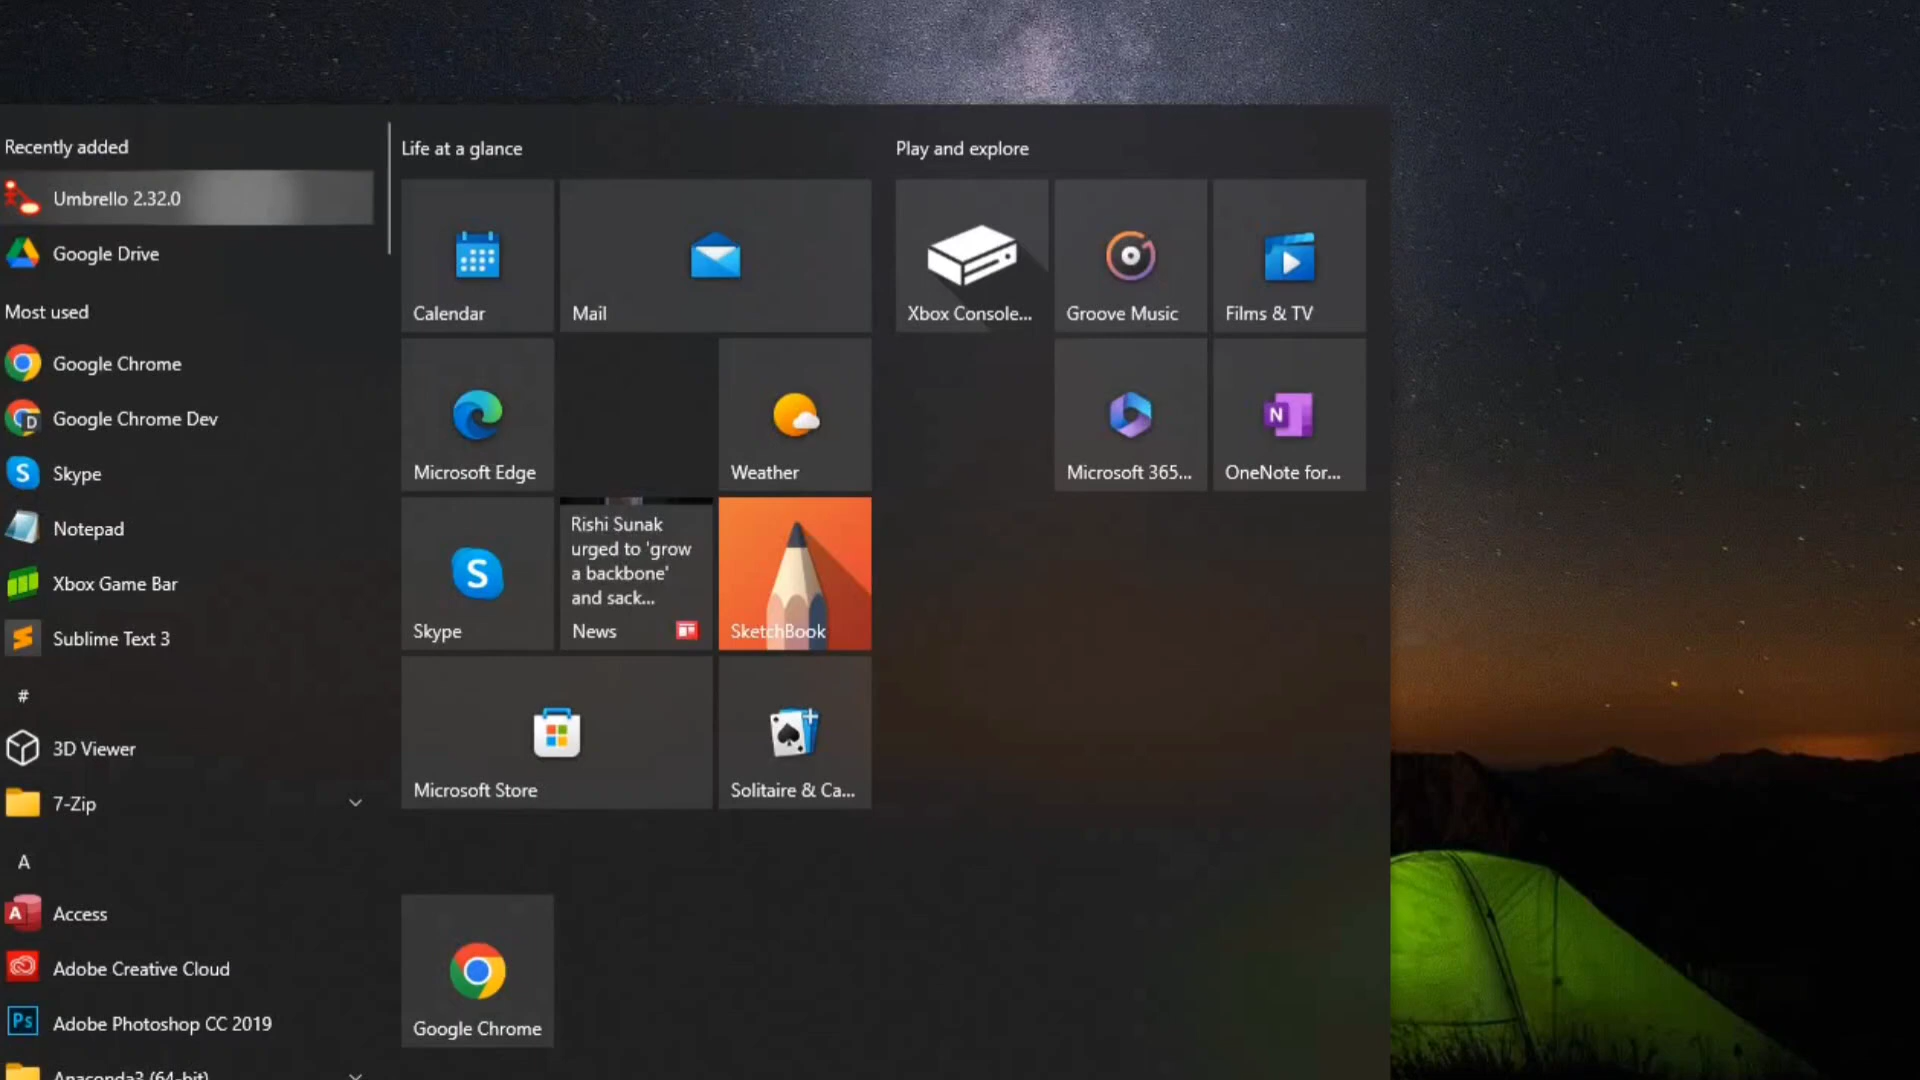 Recently added
Umbrello 2.32.0
Google Drive
Most used
Google Chrome
Google Chrome Dev
Skype
Notepad
Xbox Game Bar
Sublime Text 3
#
3D Viewer
7-Zip
A
Access
Adobe Creative Cloud
Adobe Photoshop CC 2019
Anaconda3 (64-bit)
Life at a glance
Calendar
Mail
Microsoft Edge
Weather
Skype
Rishi Sunak
urged to 'grow
a backbone'
and sack...
News
SketchBook
Microsoft Store
Solitaire & Ca...
Google Chrome
Play and explore
Xbox Console...
Groove Music
Films & TV
Microsoft 365...
OneNote for...